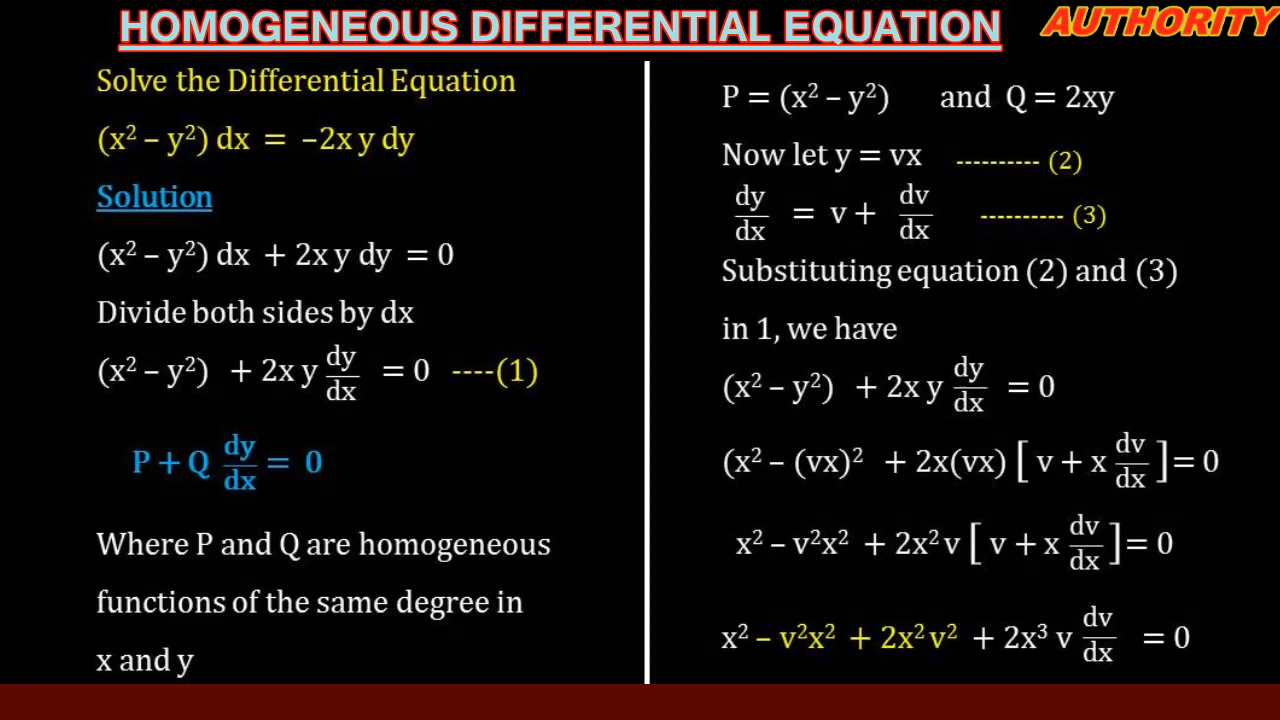 HOMOGENEOUS DIFFERENTIAL EQUATION
AUTHORITY
Solve the Differential Equation
(x² – y²) dx = –2x y dy
Solution
(x² – y²) dx + 2x y dy = 0
Divide both sides by dx
(x² – y²) + 2x y dy/dx = 0 ----(1)
P + Q dy/dx = 0
Where P and Q are homogeneous
functions of the same degree in
x and y
P = (x² – y²) and Q = 2xy
Now let y = vx ---------- (2)
dy/dx = v + dv/dx ---------- (3)
Substituting equation (2) and (3)
in 1, we have
(x² – y²) + 2x y dy/dx = 0
(x² – (vx)² + 2x(vx) [ v + x dv/dx ] = 0
x² – v²x² + 2x² v [ v + x dv/dx ] = 0
x² – v²x² + 2x² v² + 2x³ v dv/dx = 0